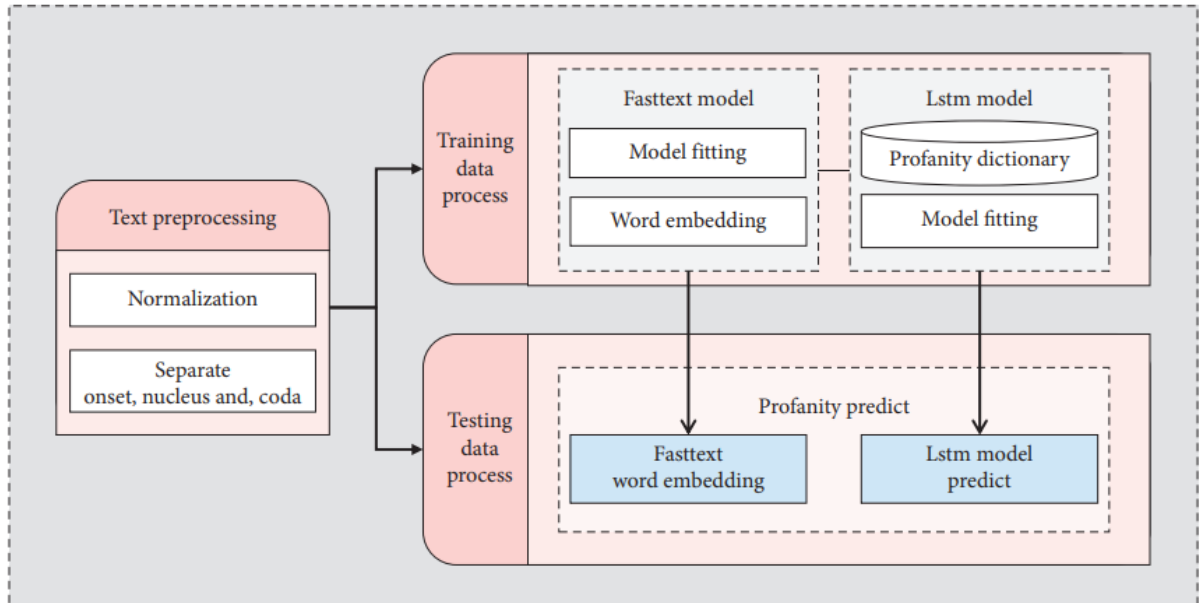 Text preprocessing
Normalization
Separate
onset, nucleus and, coda
Training
data
process
Fasttext model
Model fitting
Word embedding
Lstm model
Profanity dictionary
Model fitting
Testing
data
process
Profanity predict
Fasttext
word embedding
Lstm model
predict